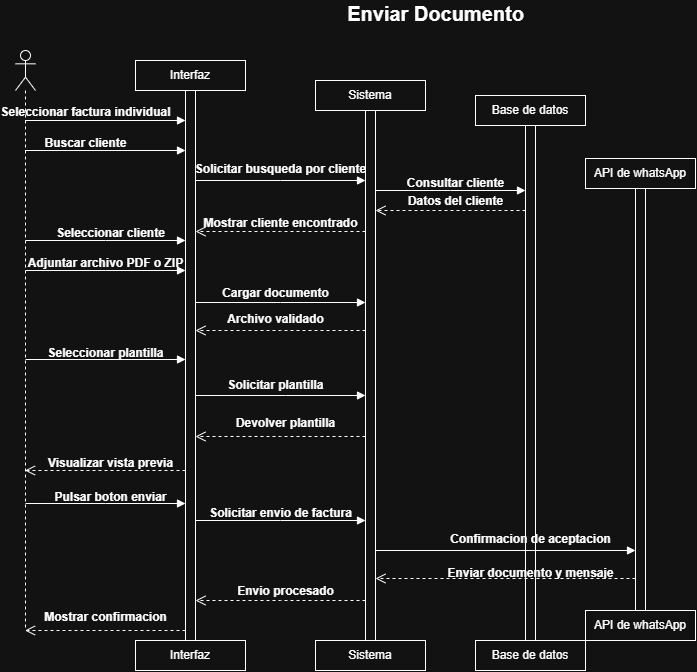 Enviar Documento
Interfaz
Sistema
Base de datos
API de whatsApp
Seleccionar factura individual
Buscar cliente
Solicitar busqueda por cliente
Consultar cliente
Datos del cliente
Mostrar cliente encontrado
Seleccionar cliente
Adjuntar archivo PDF o ZIP
Cargar documento
Archivo validado
Seleccionar plantilla
Solicitar plantilla
Devolver plantilla
Visualizar vista previa
Pulsar boton enviar
Solicitar envio de factura
Confirmacion de aceptacion
Enviar documento y mensaje
Envio procesado
Mostrar confirmacion
API de whatsApp
Interfaz
Sistema
Base de datos